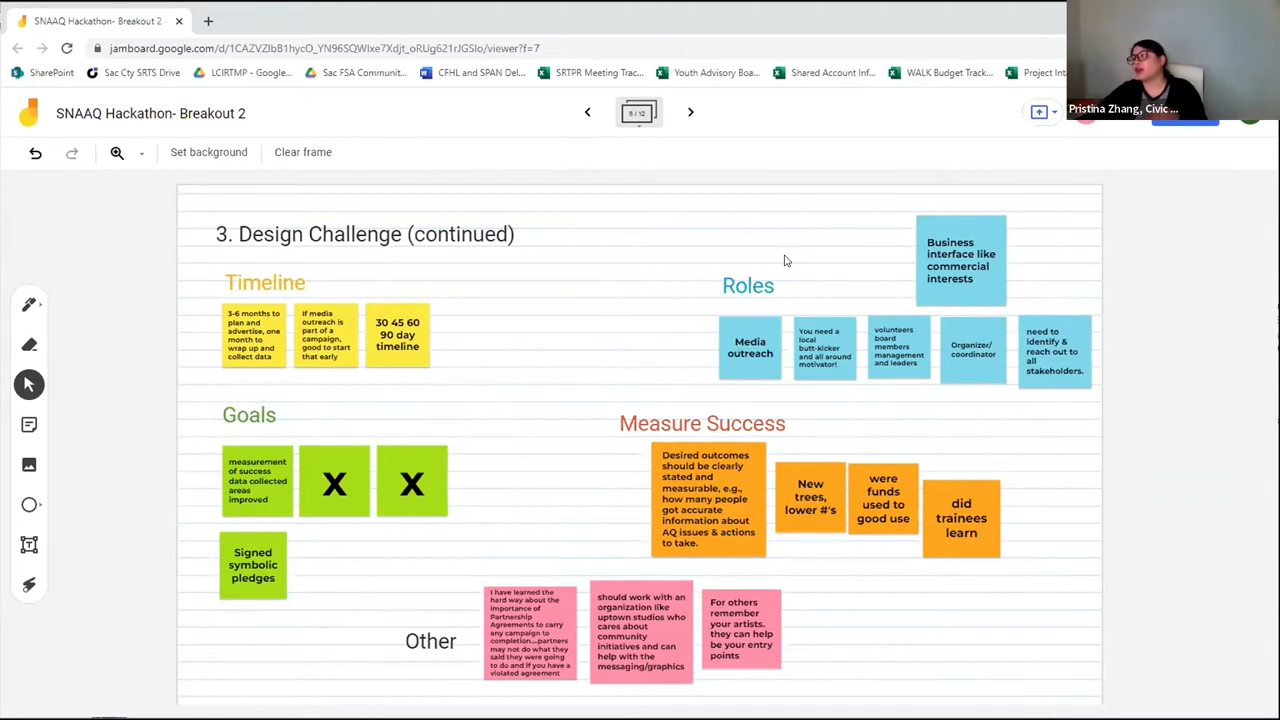 SNAAQ Hackathon- Breakout 2
jamboard.google.com/d/1CAZVZIbB1hycO_YN96SQWlxe7Xdjt_oRUg621rJGSlo/viewer?f=7
SharePoint
Sac Cty SRTS Drive
LCIRTMP - Google...
Sac FSA Communit...
CFHL and SPAN Del...
SRTPR Meeting Trac...
Youth Advisory Boa...
Shared Account Inf...
WALK Budget Track...
Project Int
Pristina Zhang, Civic ...
SNAAQ Hackathon- Breakout 2
8 / 12
Set background
Clear frame
3. Design Challenge (continued)
Timeline
3-6 months to
plan and
advertise, one
month to
wrap up and
collect data
If media
outreach is
part of a
campaign,
good to start
that early
30 45 60
90 day
timeline
Roles
Business
interface like
commercial
interests
Media
outreach
You need a
local
butt-kicker
and all around
motivator!
volunteers
board
members
management
and leaders
Organizer/
coordinator
need to
identify &
reach out to
all
stakeholders.
Goals
measurement
of success
data collected
areas
improved
X
X
Signed
symbolic
pledges
Measure Success
Desired outcomes
should be clearly
stated and
measurable, e.g.,
how many people
got accurate
information about
AQ issues & actions
to take.
New
trees,
lower #'s
were
funds
used to
good use
did
trainees
learn
Other
I have learned the
hard way about the
importance of
Partnership
Agreements to carry
any campaign to
completion....partners
may not do what they
said they were going
to do and if you have a
violated agreement
should work with an
organization like
uptown studios who
cares about
community
initiatives and can
help with the
messaging/graphics
For others
remember
your artists.
they can help
be your entry
points